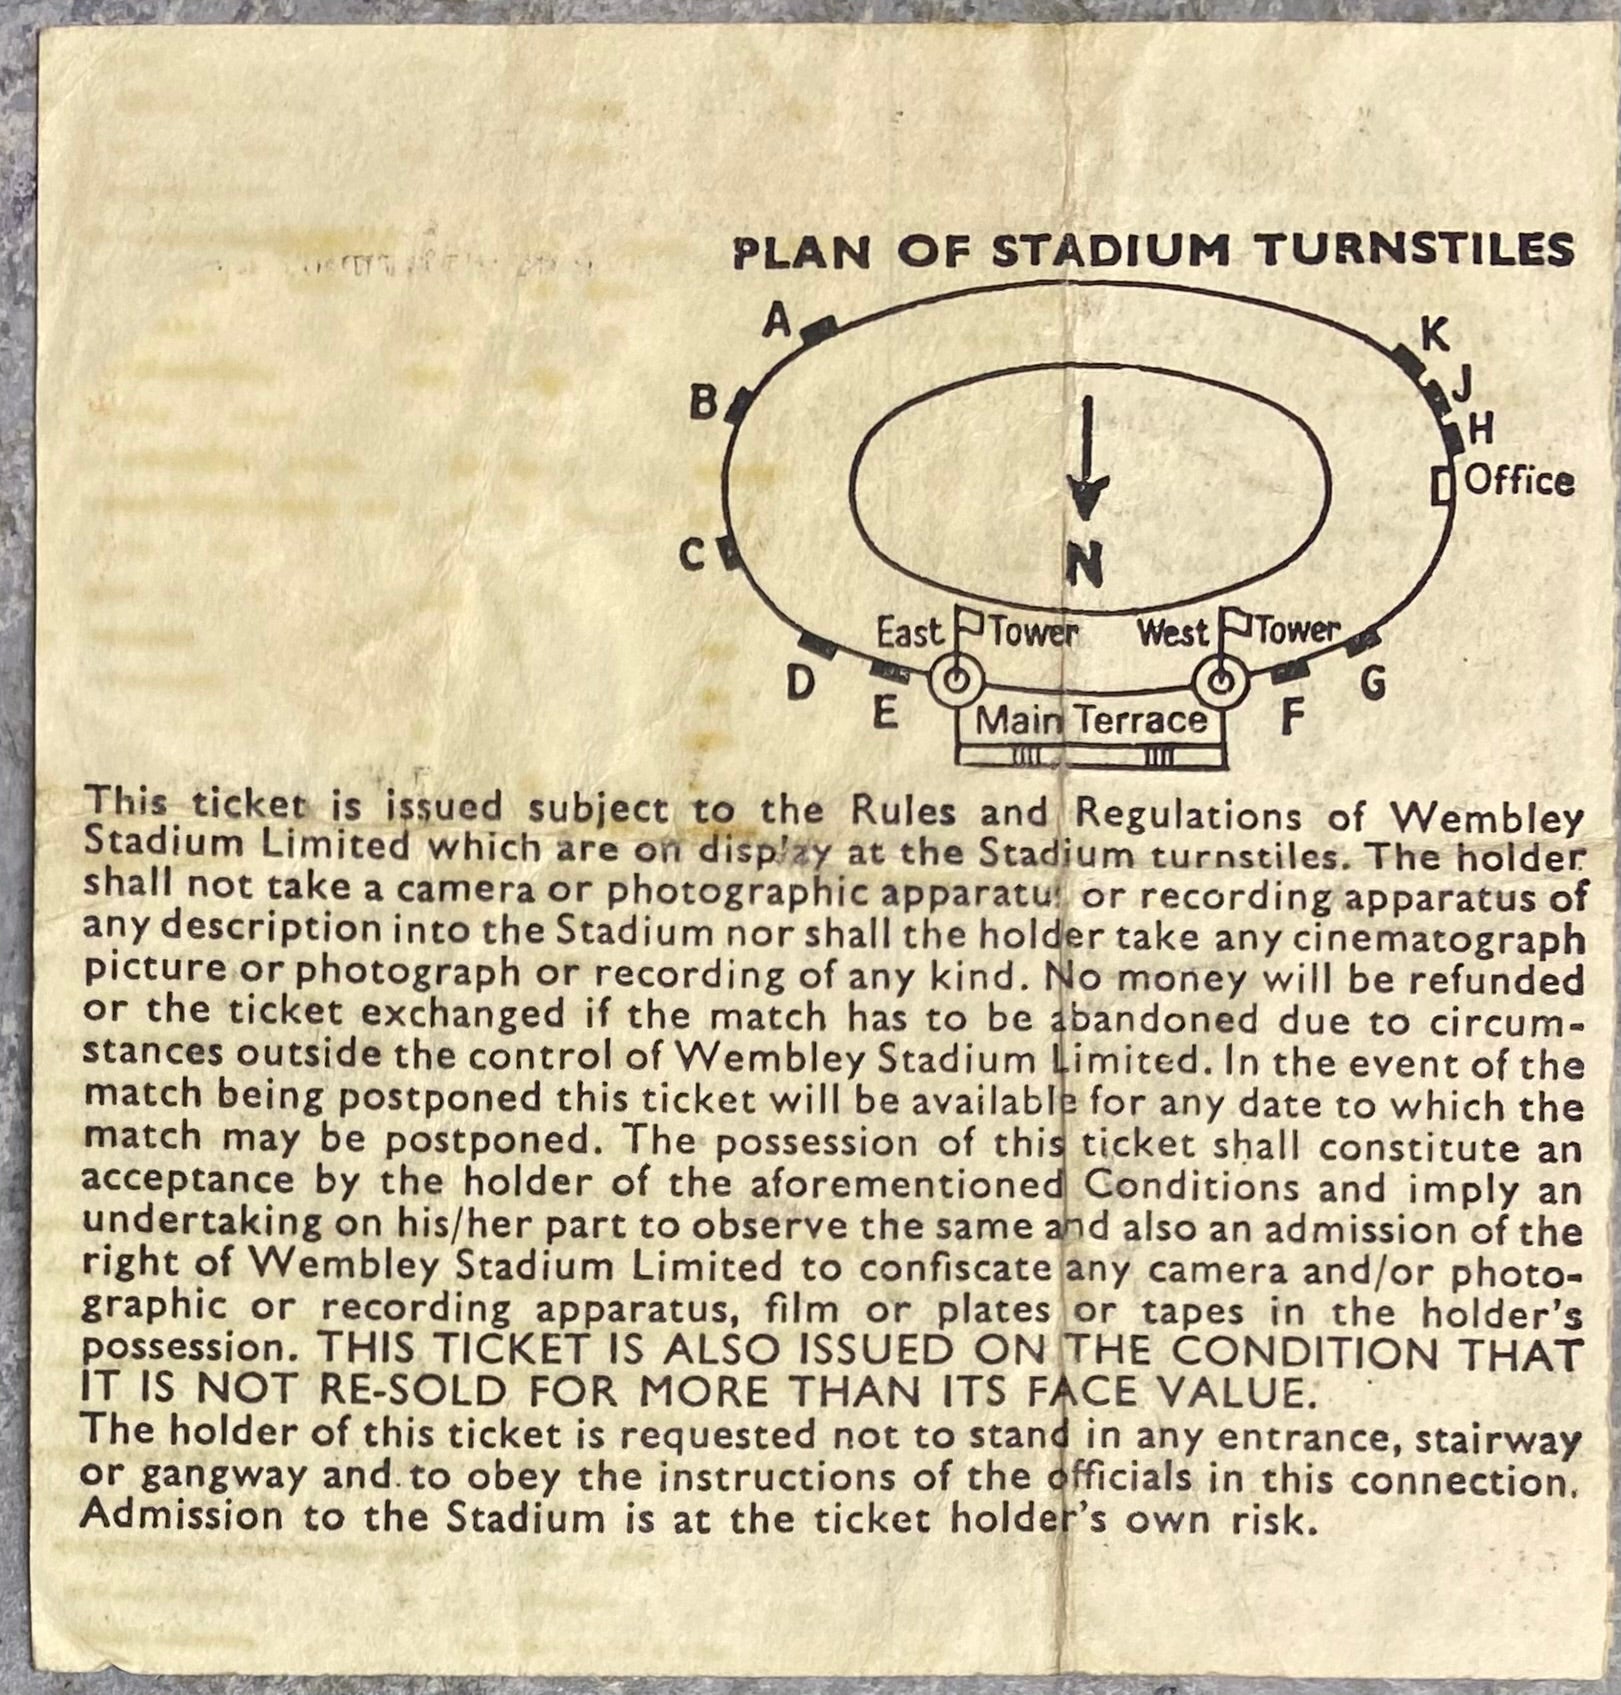 PLAN OF STADIUM TURNSTILES
A
K
B
J
H
Office
C
N
East Tower
West Tower
D
E
F
G
Main Terrace
This ticket is issued subject to the Rules and Regulations of Wembley
Stadium Limited which are on display at the Stadium turnstiles. The holder
shall not take a camera or photographic apparatus or recording apparatus of
any description into the Stadium nor shall the holder take any cinematograph
picture or photograph or recording of any kind. No money will be refunded
or the ticket exchanged if the match has to be abandoned due to circum-
stances outside the control of Wembley Stadium Limited. In the event of the
match being postponed this ticket will be available for any date to which the
match may be postponed. The possession of this ticket shall constitute an
acceptance by the holder of the aforementioned Conditions and imply an
undertaking on his/her part to observe the same and also an admission of the
right of Wembley Stadium Limited to confiscate any camera and/or photo-
graphic or recording apparatus, film or plates or tapes in the holder's
possession. THIS TICKET IS ALSO ISSUED ON THE CONDITION THAT
IT IS NOT RE-SOLD FOR MORE THAN ITS FACE VALUE.
The holder of this ticket is requested not to stand in any entrance, stairway
or gangway and to obey the instructions of the officials in this connection.
Admission to the Stadium is at the ticket holder's own risk.